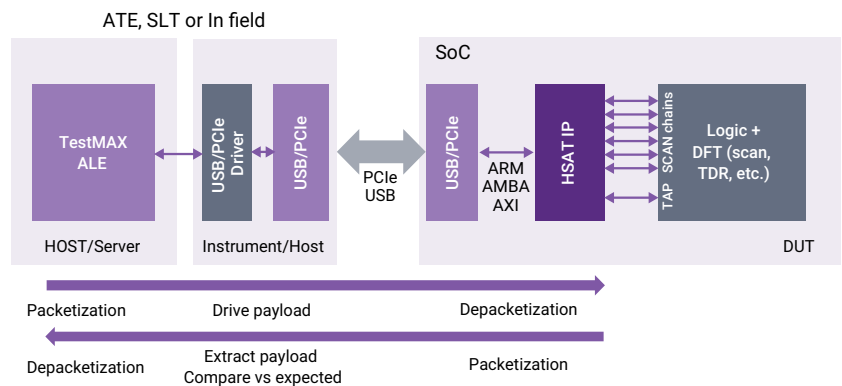 ATE, SLT or In field
SoC
TestMAX
ALE
USB/PCIe
Driver
USB/PCIe
PCIe
USB
USB/PCIe
ARM
AMBA
AXI
HSAT IP
SCAN chains
TAP
Logic +
DFT (scan,
TDR, etc.)
HOST/Server
Instrument/Host
DUT
Packetization
Drive payload
Depacketization
Depacketization
Extract payload
Compare vs expected
Packetization